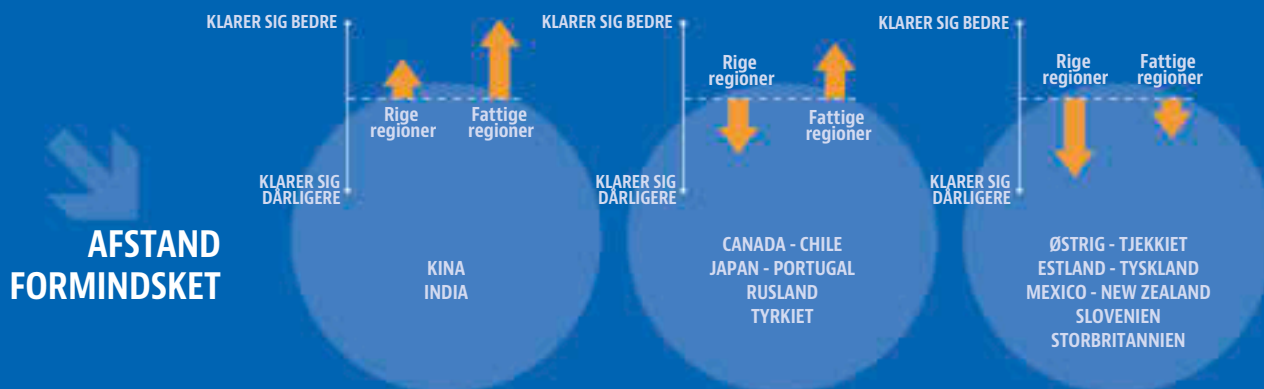 AFSTAND
FORMINDSKET
KLARER SIG BEDRE
Rige
regioner
Fattige
regioner
KLARER SIG
DÅRLIGERE
KINA
INDIA
KLARER SIG BEDRE
Rige
regioner
Fattige
regioner
KLARER SIG
DÅRLIGERE
CANADA - CHILE
JAPAN - PORTUGAL
RUSLAND
TYRKIET
KLARER SIG BEDRE
Rige
regioner
Fattige
regioner
KLARER SIG
DÅRLIGERE
ØSTRIG - TJEKKIET
ESTLAND - TYSKLAND
MEXICO - NEW ZEALAND
SLOVENIEN
STORBRITANNIEN